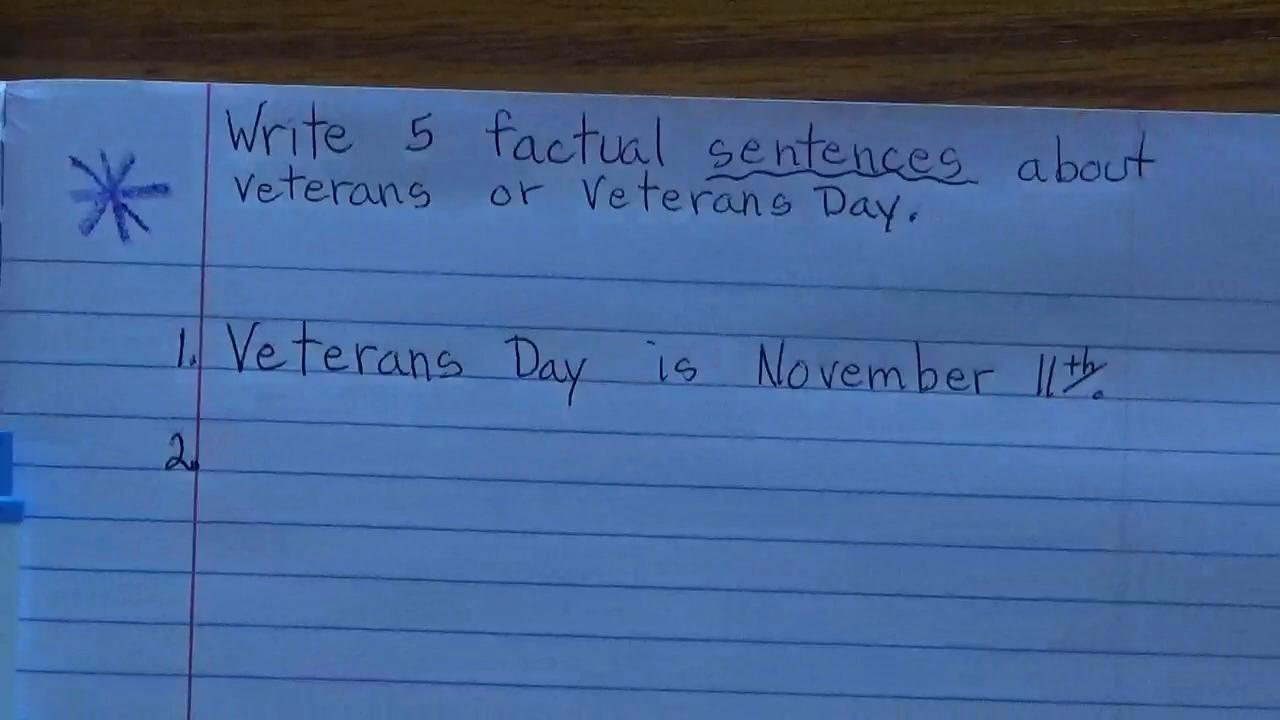 Write 5 factual sentences about
veterans or Veterans Day.
1. Veterans Day is November 11th.
2.